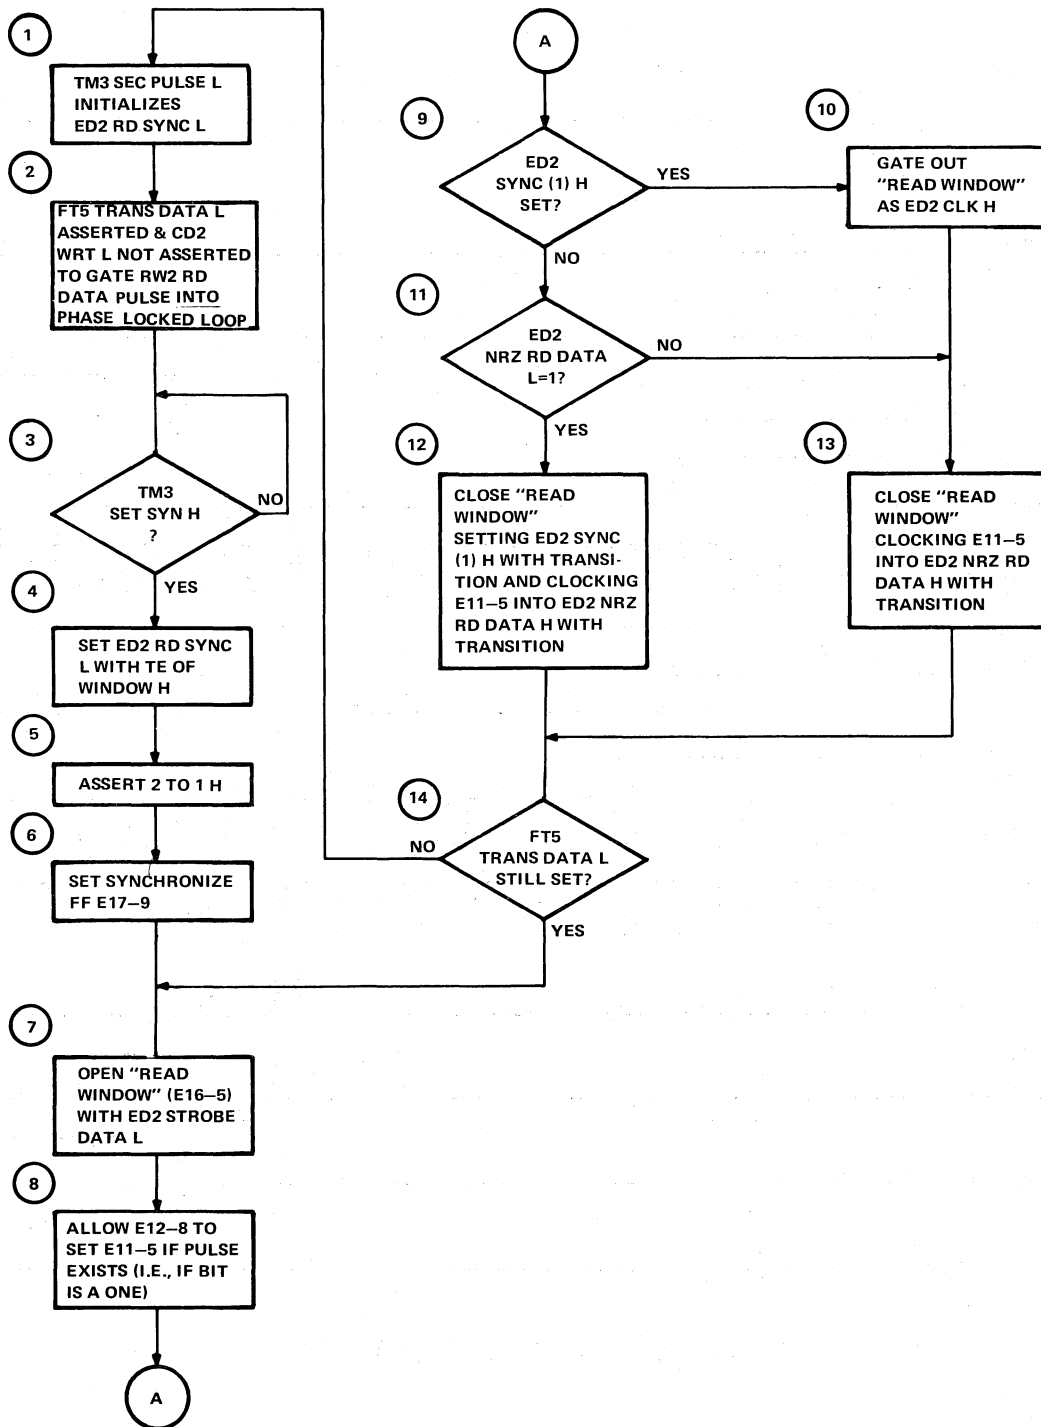 1
TM3 SEC PULSE L
INITIALIZES
ED2 RD SYNC L
2
FT5 TRANS DATA L
ASSERTED & CD2
WRT L NOT ASSERTED
TO GATE RW2 RD
DATA PULSE INTO
PHASE LOCKED LOOP
3
TM3
SET SYN H
?
NO
YES
4
SET ED2 RD SYNC
L WITH TE OF
WINDOW H
5
ASSERT 2 TO 1 H
6
SET SYNCHRONIZE
FF E17–9
7
OPEN “READ
WINDOW” (E16–5)
WITH ED2 STROBE
DATA L
8
ALLOW E12–8 TO
SET E11–5 IF PULSE
EXISTS (I.E., IF BIT
IS A ONE)
A
A
9
ED2
SYNC (1) H
SET?
YES
NO
10
GATE OUT
“READ WINDOW”
AS ED2 CLK H
11
ED2
NRZ RD DATA
L=1?
NO
YES
12
CLOSE “READ
WINDOW”
SETTING ED2 SYNC
(1) H WITH TRANSI-
TION AND CLOCKING
E11–5 INTO ED2 NRZ
RD DATA H WITH
TRANSITION
13
CLOSE “READ
WINDOW”
CLOCKING E11–5
INTO ED2 NRZ RD
DATA H WITH
TRANSITION
14
FT5
TRANS DATA L
STILL SET?
NO
YES